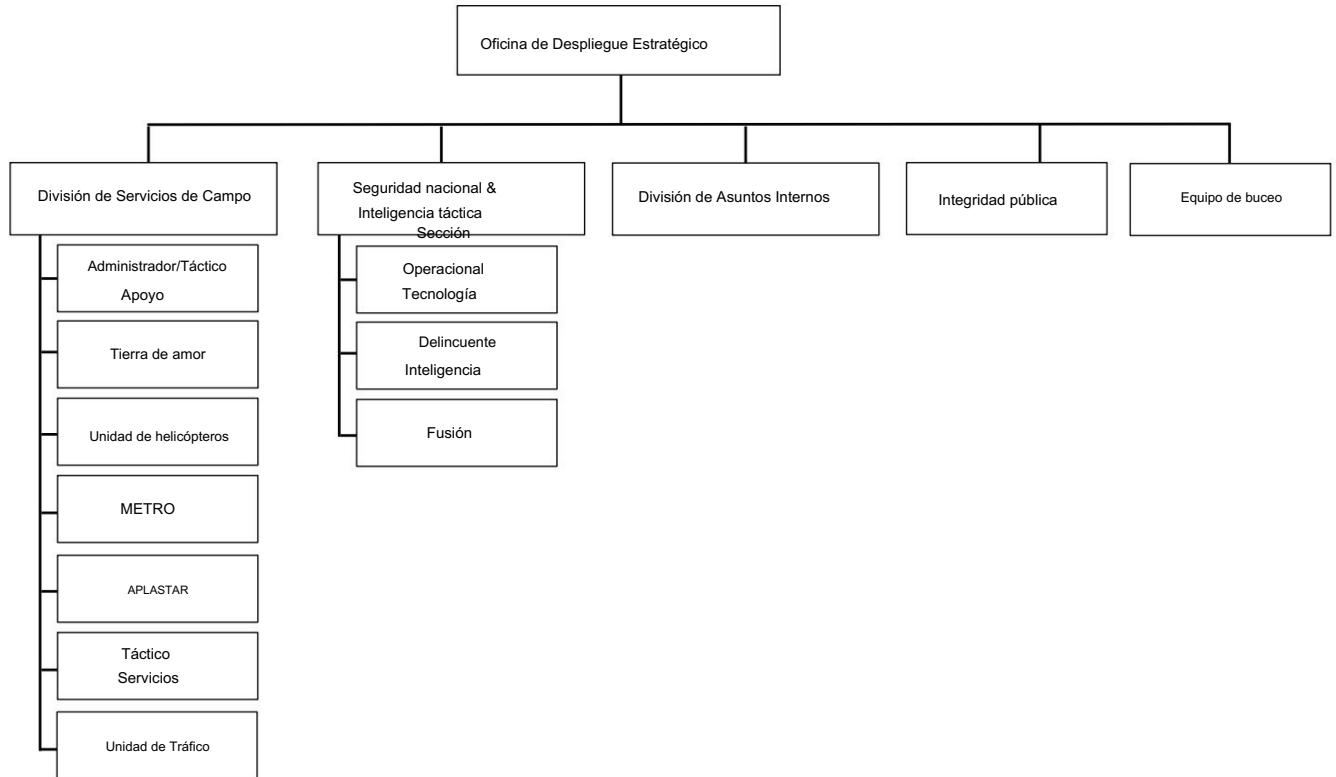 Oficina de Despliegue Estratégico
División de Servicios de Campo
Seguridad nacional &
Inteligencia táctica
Sección
División de Asuntos Internos
Integridad pública
Equipo de buceo
Administrador/Táctico
Apoyo
Tierra de amor
Unidad de helicópteros
METRO
APLASTAR
Táctico
Servicios
Unidad de Tráfico
Operacional
Tecnología
Delincuente
Inteligencia
Fusión